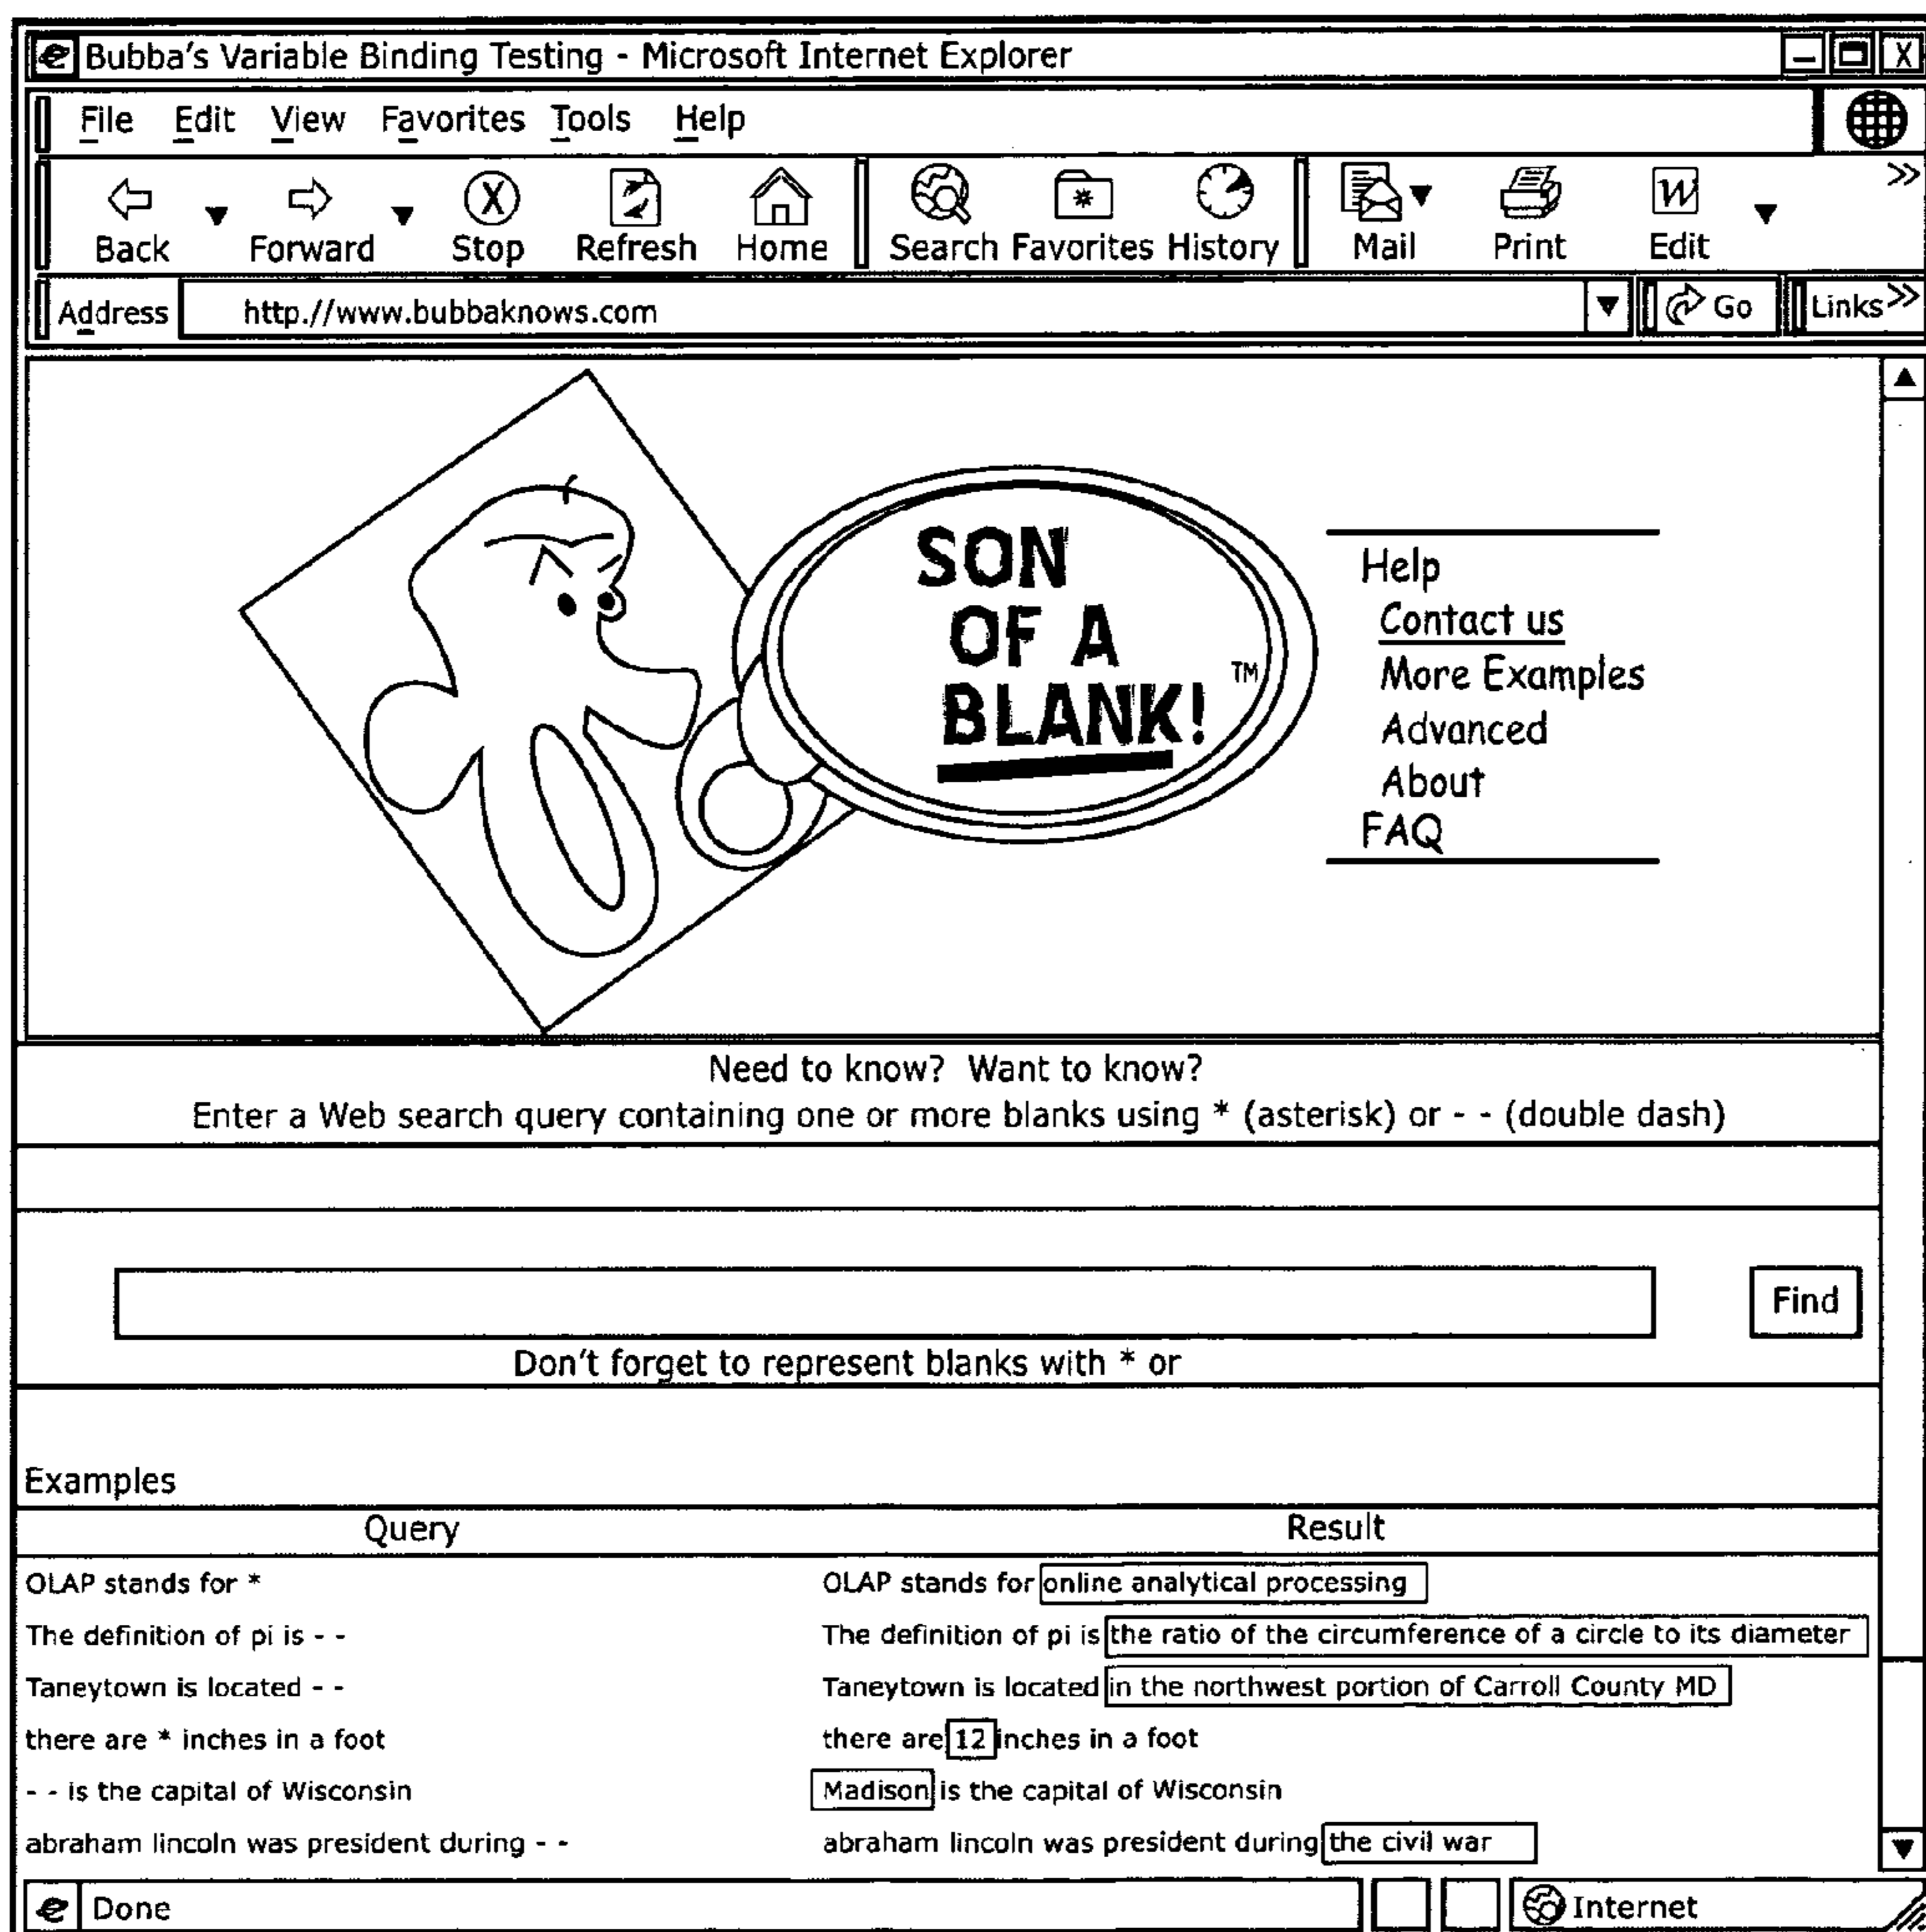 Bubba's Variable Binding Testing - Microsoft Internet Explorer
File Edit View Favorites Tools Help
Back Forward Stop Refresh Home Search Favorites History Mail Print Edit
Address http.//www.bubbaknows.com Go Links
SON
OF A
BLANK!
TM
Help
Contact us
More Examples
Advanced
About
FAQ
Need to know? Want to know?
Enter a Web search query containing one or more blanks using * (asterisk) or - - (double dash)
Find
Don't forget to represent blanks with * or
Examples
Query Result
OLAP stands for * OLAP stands for online analytical processing
The definition of pi is - - The definition of pi is the ratio of the circumference of a circle to its diameter
Taneytown is located - - Taneytown is located in the northwest portion of Carroll County MD
there are * inches in a foot there are 12 inches in a foot
- - is the capital of Wisconsin Madison is the capital of Wisconsin
abraham lincoln was president during - - abraham lincoln was president during the civil war
Done Internet